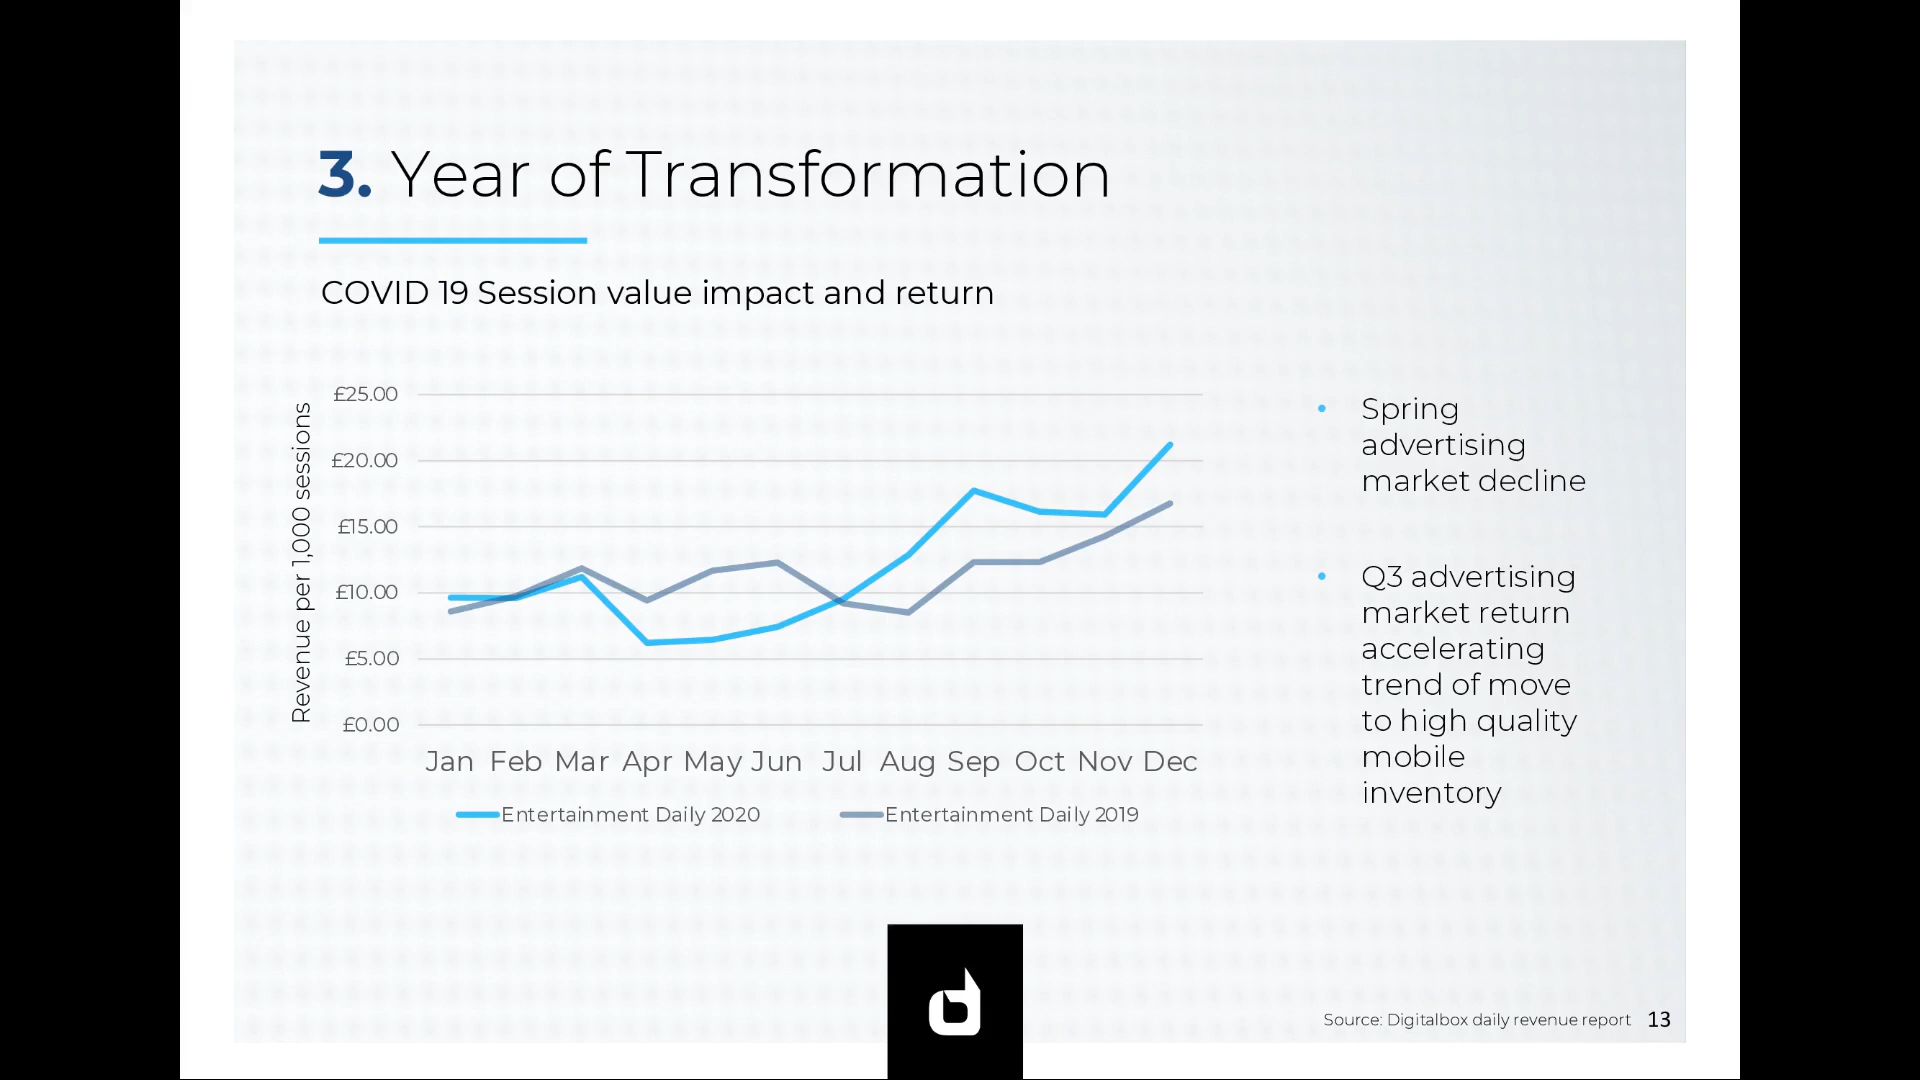 3. Year of Transformation
COVID 19 Session value impact and return
Revenue per 1,000 sessions
£25.00
£20.00
£15.00
£10.00
£5.00
£0.00
Jan Feb Mar Apr May Jun Jul Aug Sep Oct Nov Dec
Entertainment Daily 2020 Entertainment Daily 2019
• Spring
advertising
market decline
• Q3 advertising
market return
accelerating
trend of move
to high quality
mobile
inventory
Source: Digitalbox daily revenue report 13